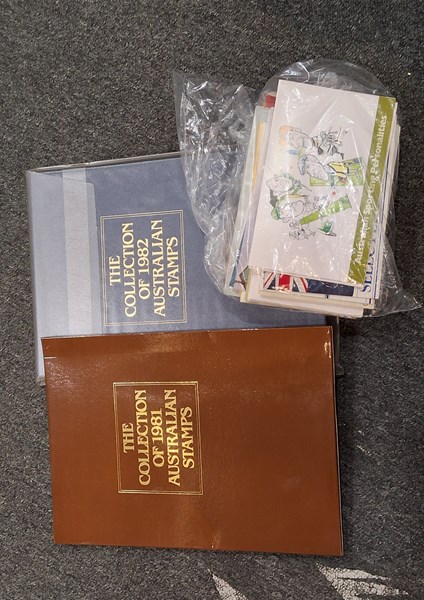 THE
COLLECTION
OF 1982
AUSTRALIAN
STAMPS
Australian Sporting Personalities
THE
COLLECTION
OF 1981
AUSTRALIAN
STAMPS